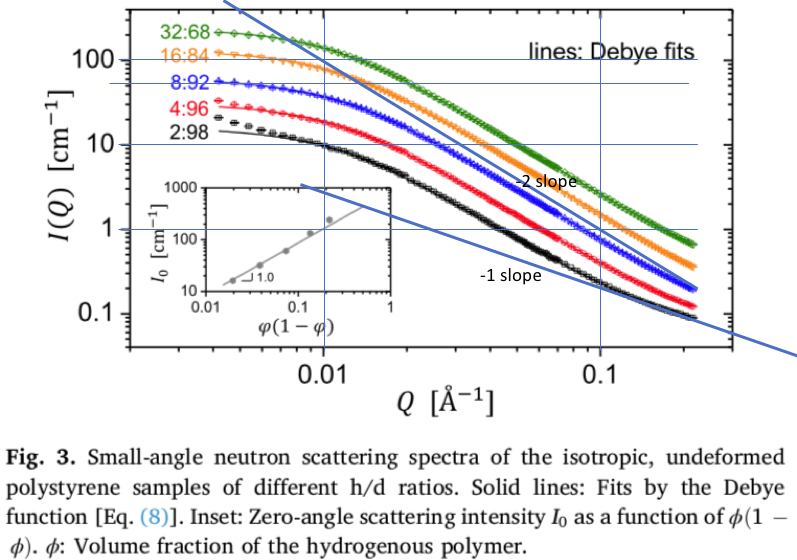 32:68
lines: Debye fits
100
16:84
8:92
4:96
10
2:98
-2 slope
I(Q) [cm⁻¹]
1000
1
100
I₀ [cm⁻¹]
1.0
-1 slope
10
0.01
0.1
1
φ(1 − φ)
0.1
0.01
0.1
Q [Å⁻¹]
Fig. 3. Small-angle neutron scattering spectra of the isotropic, undeformed
polystyrene samples of different h/d ratios. Solid lines: Fits by the Debye
function [Eq. (8)]. Inset: Zero-angle scattering intensity I₀ as a function of ϕ(1 −
ϕ). ϕ: Volume fraction of the hydrogenous polymer.